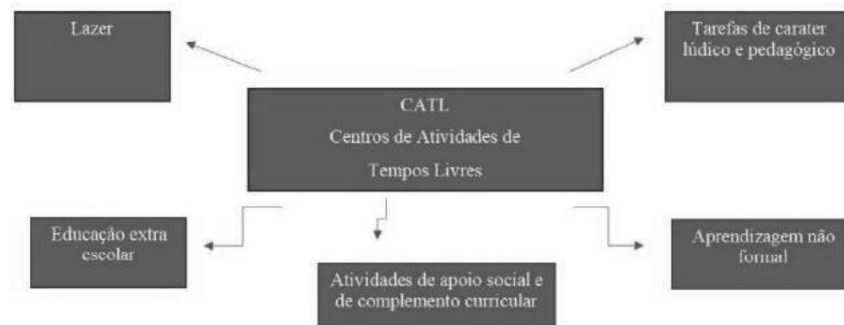 Lazer
Tarefas de carater
lúdico e pedagógico
CATL
Centros de Atividades de
Tempos Livres
Educação extra
escolar
Atividades de apoio social e
de complemento curricular
Aprendizagem não
formal